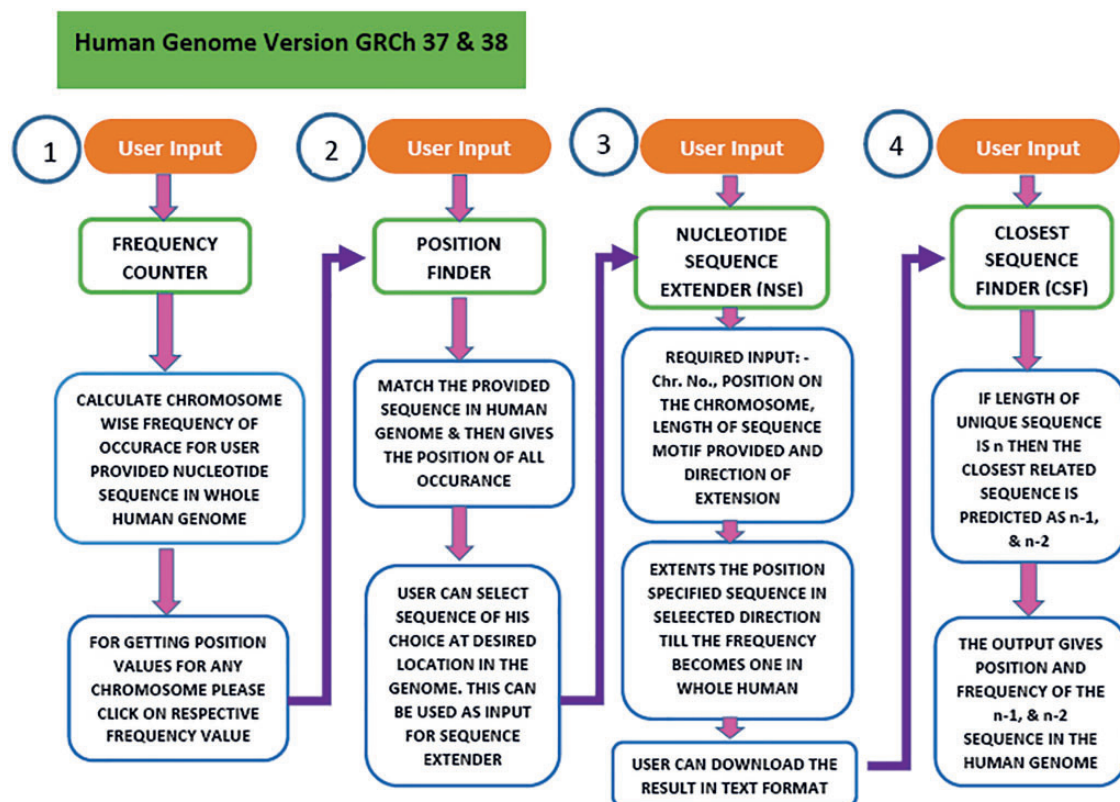 Human Genome Version GRCh 37 & 38
1
User Input
FREQUENCY
COUNTER
CALCULATE CHROMOSOME
WISE FREQUENCY OF
OCCURACE FOR USER
PROVIDED NUCLEOTIDE
SEQUENCE IN WHOLE
HUMAN GENOME
FOR GETTING POSITION
VALUES FOR ANY
CHROMOSOME PLEASE
CLICK ON RESPECTIVE
FREQUENCY VALUE
2
User Input
POSITION
FINDER
MATCH THE PROVIDED
SEQUENCE IN HUMAN
GENOME & THEN GIVES
THE POSITION OF ALL
OCCURANCE
USER CAN SELECT
SEQUENCE OF HIS
CHOICE AT DESIRED
LOCATION IN THE
GENOME. THIS CAN
BE USED AS INPUT
FOR SEQUENCE
EXTENDER
3
User Input
NUCLEOTIDE
SEQUENCE
EXTENDER (NSE)
REQUIRED INPUT: -
Chr. No., POSITION ON
THE CHROMOSOME,
LENGTH OF SEQUENCE
MOTIF PROVIDED AND
DIRECTION OF
EXTENSION
EXTENTS THE POSITION
SPECIFIED SEQUENCE IN
SELEECTED DIRECTION
TILL THE FREQUENCY
BECOMES ONE IN
WHOLE HUMAN
USER CAN DOWNLOAD THE
RESULT IN TEXT FORMAT
4
User Input
CLOSEST
SEQUENCE
FINDER (CSF)
IF LENGTH OF
UNIQUE SEQUENCE
IS n THEN THE
CLOSEST RELATED
SEQUENCE IS
PREDICTED AS n-1,
& n-2
THE OUTPUT GIVES
POSITION AND
FREQUENCY OF THE
n-1, & n-2
SEQUENCE IN THE
HUMAN GENOME